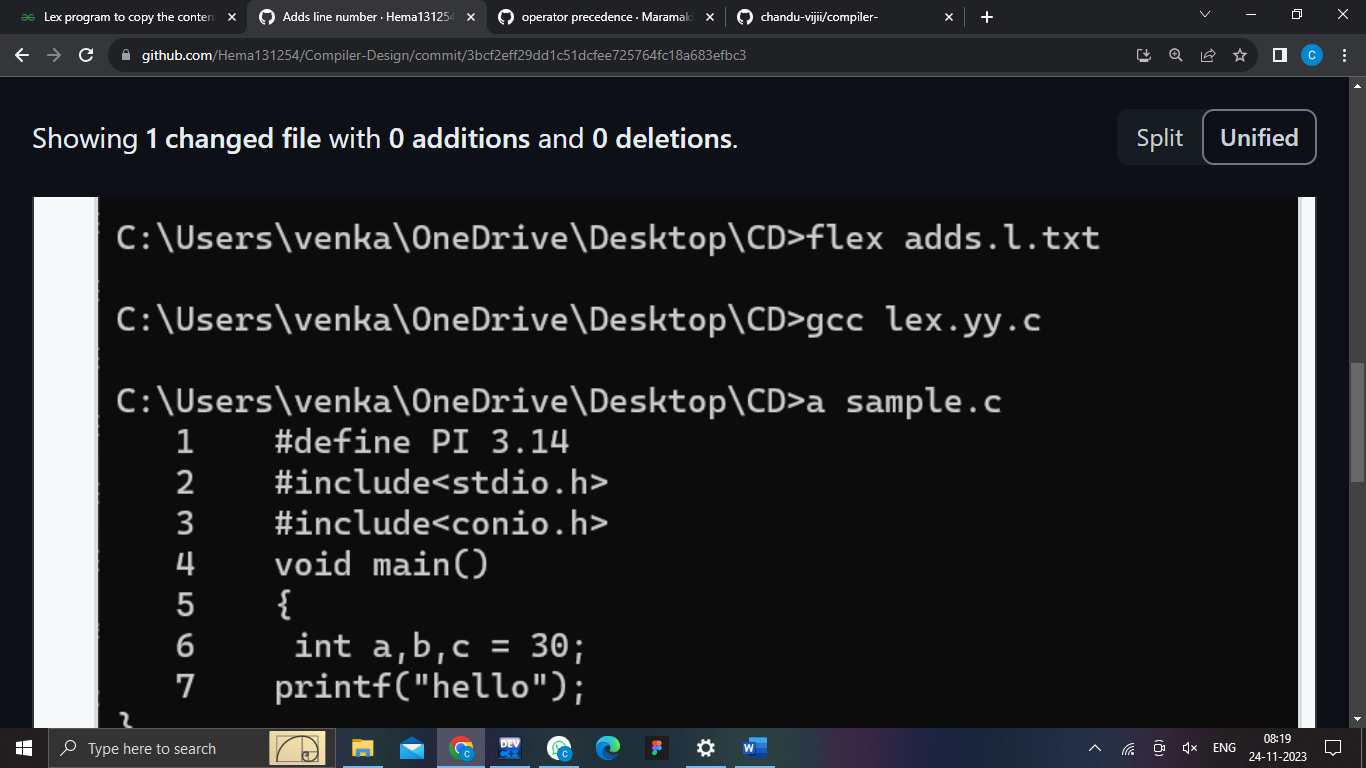 Lex program to copy the conten
Adds line number · Hema131254
operator precedence · Maramak
chandu-vijii/compiler-
github.com/Hema131254/Compiler-Design/commit/3bcf2eff29dd1c51dcfee725764fc18a683efbc3
C
Showing 1 changed file with 0 additions and 0 deletions.
Split Unified
C:\Users\venka\OneDrive\Desktop\CD>flex adds.l.txt
C:\Users\venka\OneDrive\Desktop\CD>gcc lex.yy.c
C:\Users\venka\OneDrive\Desktop\CD>a sample.c
1 #define PI 3.14
2 #include<stdio.h>
3 #include<conio.h>
4 void main()
5 {
6 int a,b,c = 30;
7 printf("hello");
}
Type here to search
C
DEV
C
W
ENG
08:19
24-11-2023